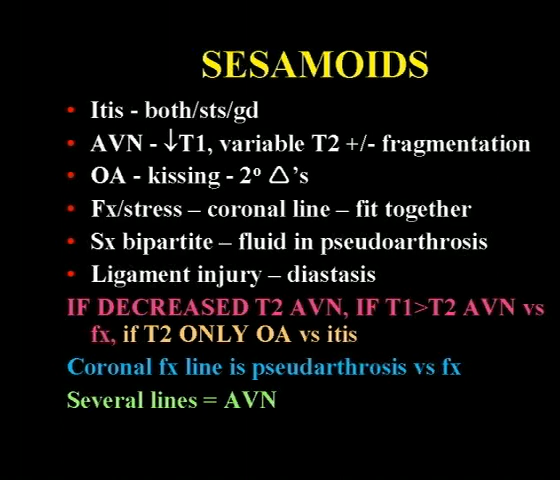 SESAMOIDS
• Itis - both/sts/gd
• AVN - ↓T1, variable T2 +/- fragmentation
• OA - kissing - 2º △'s
• Fx/stress – coronal line – fit together
• Sx bipartite – fluid in pseudoarthrosis
• Ligament injury – diastasis
IF DECREASED T2 AVN, IF T1>T2 AVN vs
fx, if T2 ONLY OA vs itis
Coronal fx line is pseudarthrosis vs fx
Several lines = AVN